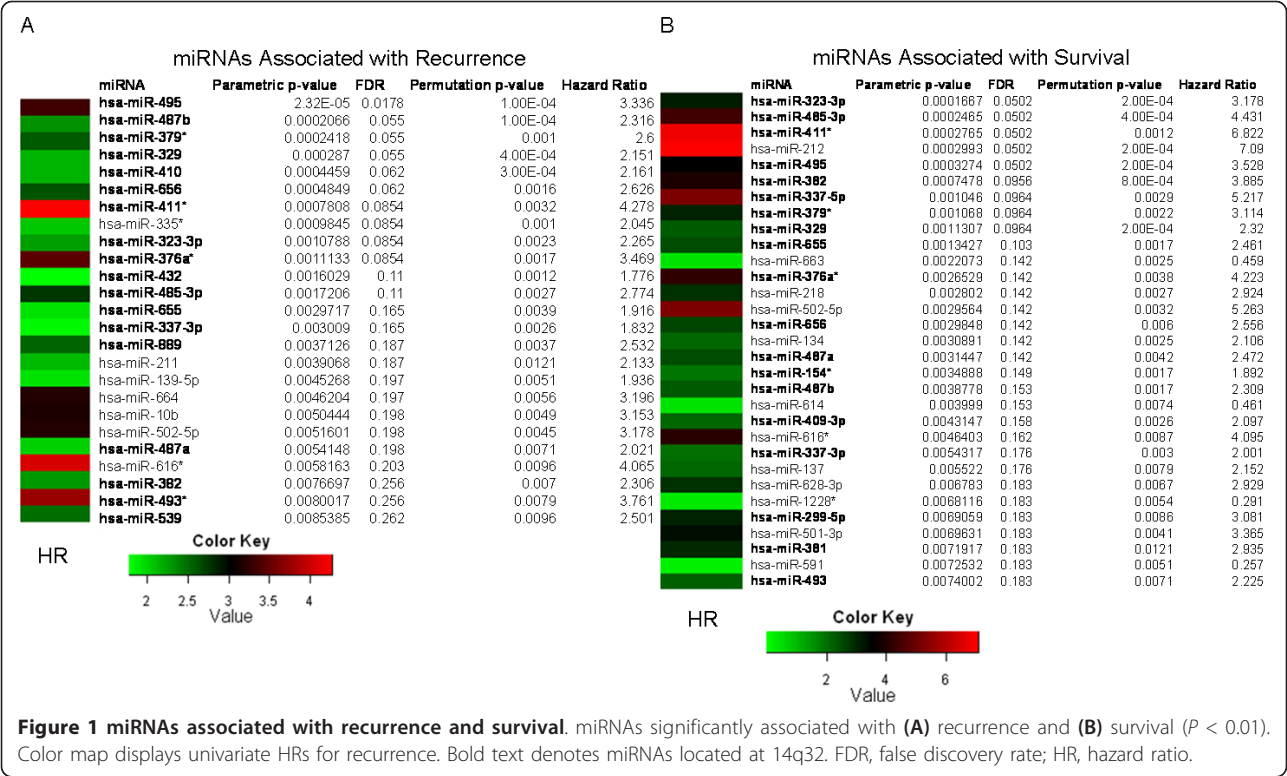 A
miRNAs Associated with Recurrence
miRNA Parametric p-value FDR Permutation p-value Hazard Ratio
hsa-miR-495 2.32E-05 0.0178 1.00E-04 3.336
hsa-miR-487b 0.0002066 0.055 1.00E-04 2.316
hsa-miR-379* 0.0002418 0.055 0.001 2.6
hsa-miR-329 0.000287 0.055 4.00E-04 2.151
hsa-miR-410 0.0004459 0.062 3.00E-04 2.161
hsa-miR-656 0.0004849 0.062 0.0016 2.626
hsa-miR-411* 0.0007808 0.0854 0.0032 4.278
hsa-miR-335* 0.0009845 0.0854 0.001 2.045
hsa-miR-323-3p 0.0010788 0.0854 0.0023 2.265
hsa-miR-376a* 0.0011133 0.0854 0.0017 3.469
hsa-miR-432 0.0016029 0.11 0.0012 1.776
hsa-miR-485-3p 0.0017206 0.11 0.0027 2.774
hsa-miR-655 0.0029717 0.165 0.0039 1.916
hsa-miR-337-3p 0.003009 0.165 0.0026 1.832
hsa-miR-889 0.0037126 0.187 0.0037 2.532
hsa-miR-211 0.0039068 0.187 0.0121 2.133
hsa-miR-139-5p 0.0045268 0.197 0.0051 1.936
hsa-miR-664 0.0046204 0.197 0.0056 3.196
hsa-miR-10b 0.0050444 0.198 0.0049 3.153
hsa-miR-502-5p 0.0051601 0.198 0.0045 3.178
hsa-miR-487a 0.0054148 0.198 0.0071 2.021
hsa-miR-616* 0.0058163 0.203 0.0096 4.065
hsa-miR-382 0.0076697 0.256 0.007 2.306
hsa-miR-493* 0.0080017 0.256 0.0079 3.761
hsa-miR-539 0.0085385 0.262 0.0096 2.501
HR
Color Key
2 2.5 3 3.5 4
Value
B
miRNAs Associated with Survival
miRNA Parametric p-value FDR Permutation p-value Hazard Ratio
hsa-miR-323-3p 0.0001667 0.0502 2.00E-04 3.178
hsa-miR-485-3p 0.0002465 0.0502 4.00E-04 4.431
hsa-miR-411* 0.0002765 0.0502 0.0012 6.822
hsa-miR-212 0.0002993 0.0502 2.00E-04 7.09
hsa-miR-495 0.0003274 0.0502 2.00E-04 3.528
hsa-miR-382 0.0007478 0.0956 8.00E-04 3.885
hsa-miR-337-5p 0.001046 0.0964 0.0029 5.217
hsa-miR-379* 0.001068 0.0964 0.0022 3.114
hsa-miR-329 0.0011307 0.0964 2.00E-04 2.32
hsa-miR-655 0.0013427 0.103 0.0017 2.461
hsa-miR-663 0.0022073 0.142 0.0025 0.459
hsa-miR-376a* 0.0026529 0.142 0.0038 4.223
hsa-miR-218 0.002802 0.142 0.0027 2.924
hsa-miR-502-5p 0.0029564 0.142 0.0032 5.263
hsa-miR-656 0.0029848 0.142 0.006 2.556
hsa-miR-134 0.0030891 0.142 0.0025 2.106
hsa-miR-487a 0.0031447 0.142 0.0042 2.472
hsa-miR-154* 0.0034888 0.149 0.0017 1.892
hsa-miR-487b 0.0038778 0.153 0.0017 2.309
hsa-miR-614 0.003999 0.153 0.0074 0.461
hsa-miR-409-3p 0.0043147 0.158 0.0026 2.097
hsa-miR-616* 0.0046403 0.162 0.0087 4.095
hsa-miR-337-3p 0.0054317 0.176 0.003 2.001
hsa-miR-137 0.005522 0.176 0.0079 2.152
hsa-miR-628-3p 0.006783 0.183 0.0067 2.929
hsa-miR-1228* 0.0068116 0.183 0.0054 0.291
hsa-miR-299-5p 0.0069059 0.183 0.0086 3.081
hsa-miR-501-3p 0.0069631 0.183 0.0041 3.365
hsa-miR-381 0.0071917 0.183 0.0121 2.935
hsa-miR-591 0.0072532 0.183 0.0051 0.257
hsa-miR-493 0.0074002 0.183 0.0071 2.225
HR
Color Key
2 4 6
Value
Figure 1 miRNAs associated with recurrence and survival. miRNAs significantly associated with (A) recurrence and (B) survival (P < 0.01).
Color map displays univariate HRs for recurrence. Bold text denotes miRNAs located at 14q32. FDR, false discovery rate; HR, hazard ratio.